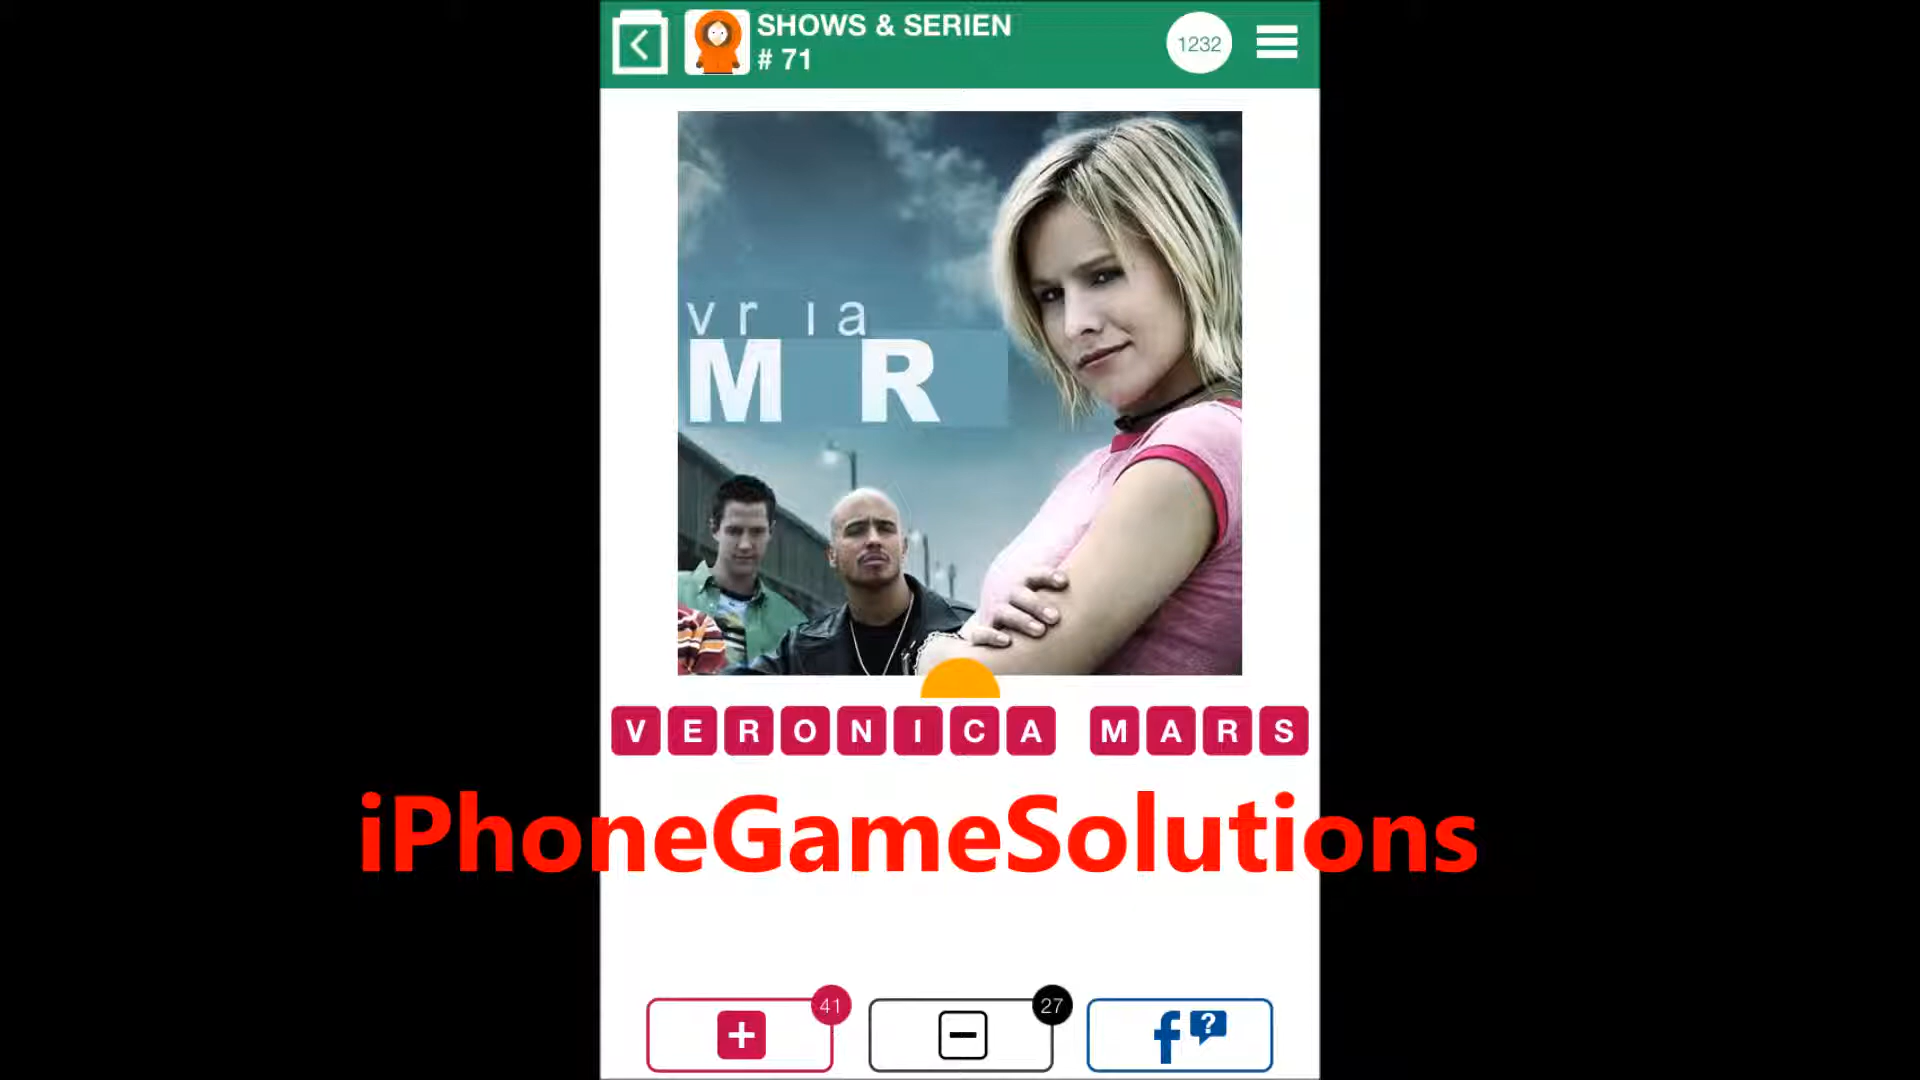 SHOWS & SERIEN
# 71
1232
v r ı a
M R
VERONICA MARS
iPhoneGameSolutions
41
27
f ?